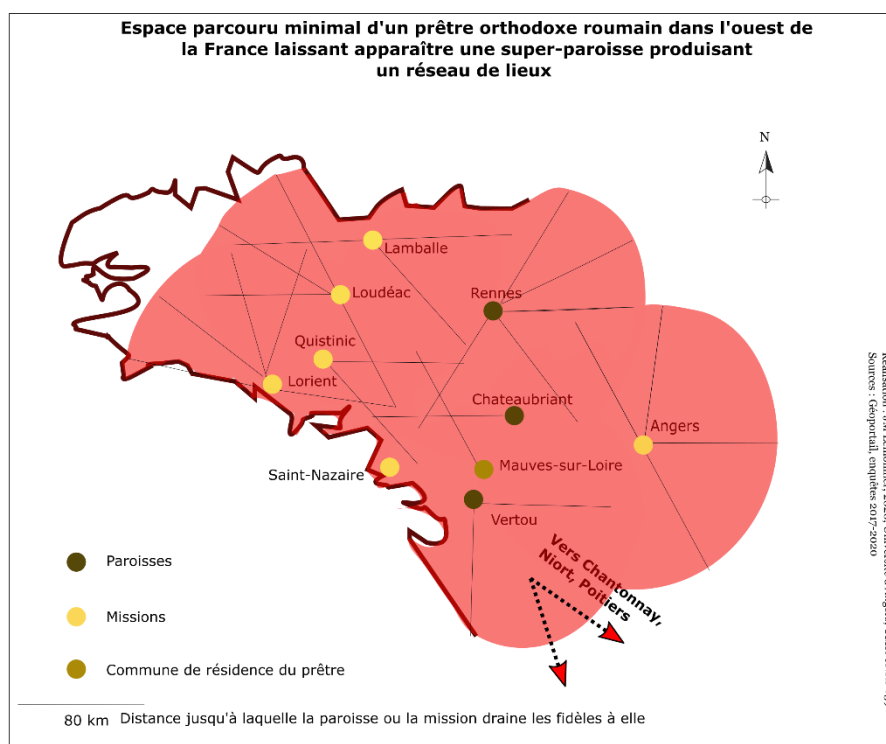 Espace parcouru minimal d'un prêtre orthodoxe roumain dans l'ouest de
la France laissant apparaître une super-paroisse produisant
un réseau de lieux
N
Lamballe
Loudéac
Rennes
Quistinic
Lorient
Chateaubriant
Angers
Saint-Nazaire
Mauves-sur-Loire
Vertou
Vers Chantonnay,
Niort, Poitiers
Paroisses
Missions
Commune de résidence du prêtre
80 km Distance jusqu'à laquelle la paroisse ou la mission draine les fidèles à elle
Sources : Géoportail, enquêtes 2017-2020